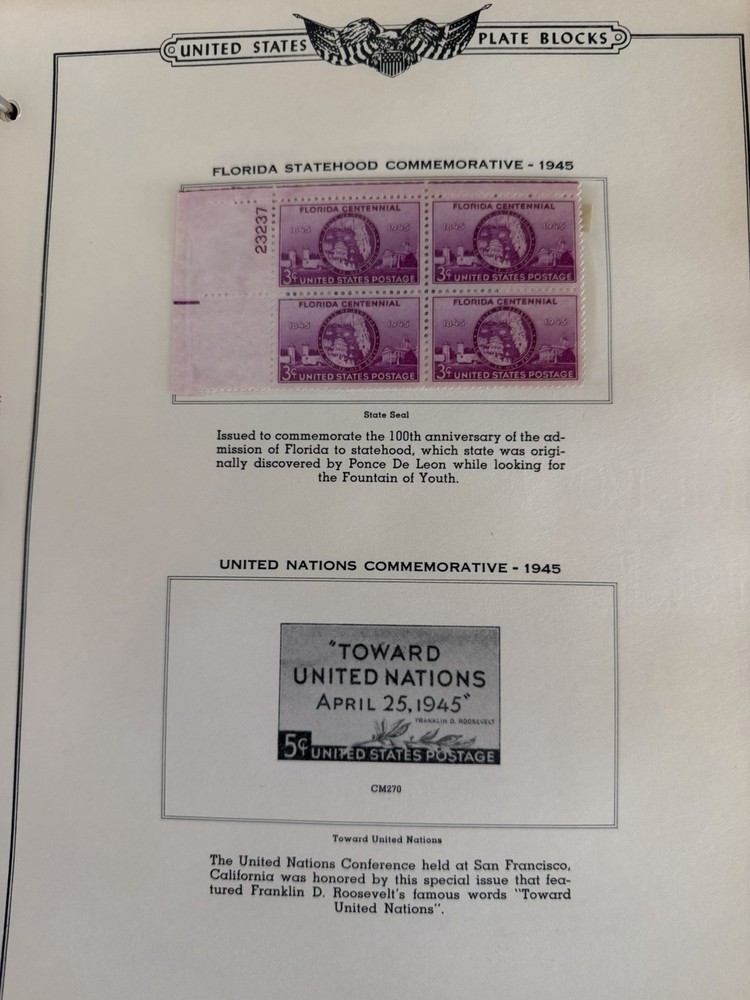 UNITED STATES PLATE BLOCKS
FLORIDA STATEHOOD COMMEMORATIVE - 1945
23237
FLORIDA CENTENNIAL
1845 1945
3¢ UNITED STATES POSTAGE
FLORIDA CENTENNIAL
1845 1945
3¢ UNITED STATES POSTAGE
FLORIDA CENTENNIAL
1845 1945
3¢ UNITED STATES POSTAGE
FLORIDA CENTENNIAL
1845 1945
3¢ UNITED STATES POSTAGE
State Seal
Issued to commemorate the 100th anniversary of the ad-
mission of Florida to statehood, which state was origi-
nally discovered by Ponce De Leon while looking for
the Fountain of Youth.
UNITED NATIONS COMMEMORATIVE - 1945
"TOWARD
UNITED NATIONS
APRIL 25, 1945"
FRANKLIN D. ROOSEVELT
5¢ UNITED STATES POSTAGE
CM270
Toward United Nations
The United Nations Conference held at San Francisco,
California was honored by this special issue that fea-
tured Franklin D. Roosevelt's famous words "Toward
United Nations".